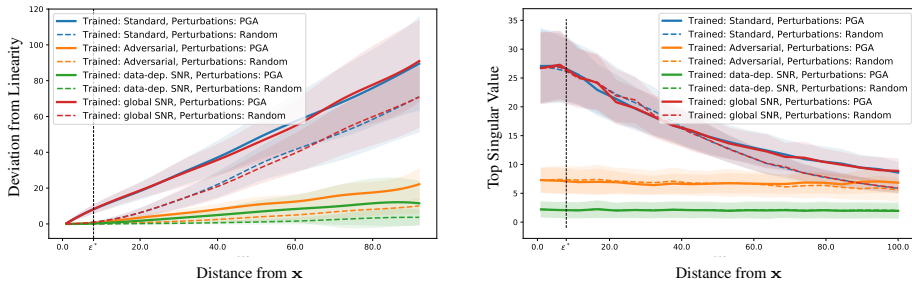 120
100
80
60
40
20
0
Deviation from Linearity
Trained: Standard, Perturbations: PGA
Trained: Standard, Perturbations: Random
Trained: Adversarial, Perturbations: PGA
Trained: Adversarial, Perturbations: Random
Trained: data-dep. SNR, Perturbations: PGA
Trained: data-dep. SNR, Perturbations: Random
Trained: global SNR, Perturbations: PGA
Trained: global SNR, Perturbations: Random
0.0 ε* 20.0 40.0 60.0 80.0
Distance from x
35
30
25
20
15
10
5
0
Top Singular Value
Trained: Standard, Perturbations: PGA
Trained: Standard, Perturbations: Random
Trained: Adversarial, Perturbations: PGA
Trained: Adversarial, Perturbations: Random
Trained: data-dep. SNR, Perturbations: PGA
Trained: data-dep. SNR, Perturbations: Random
Trained: global SNR, Perturbations: PGA
Trained: global SNR, Perturbations: Random
0.0 ε* 20.0 40.0 60.0 80.0 100.0
Distance from x